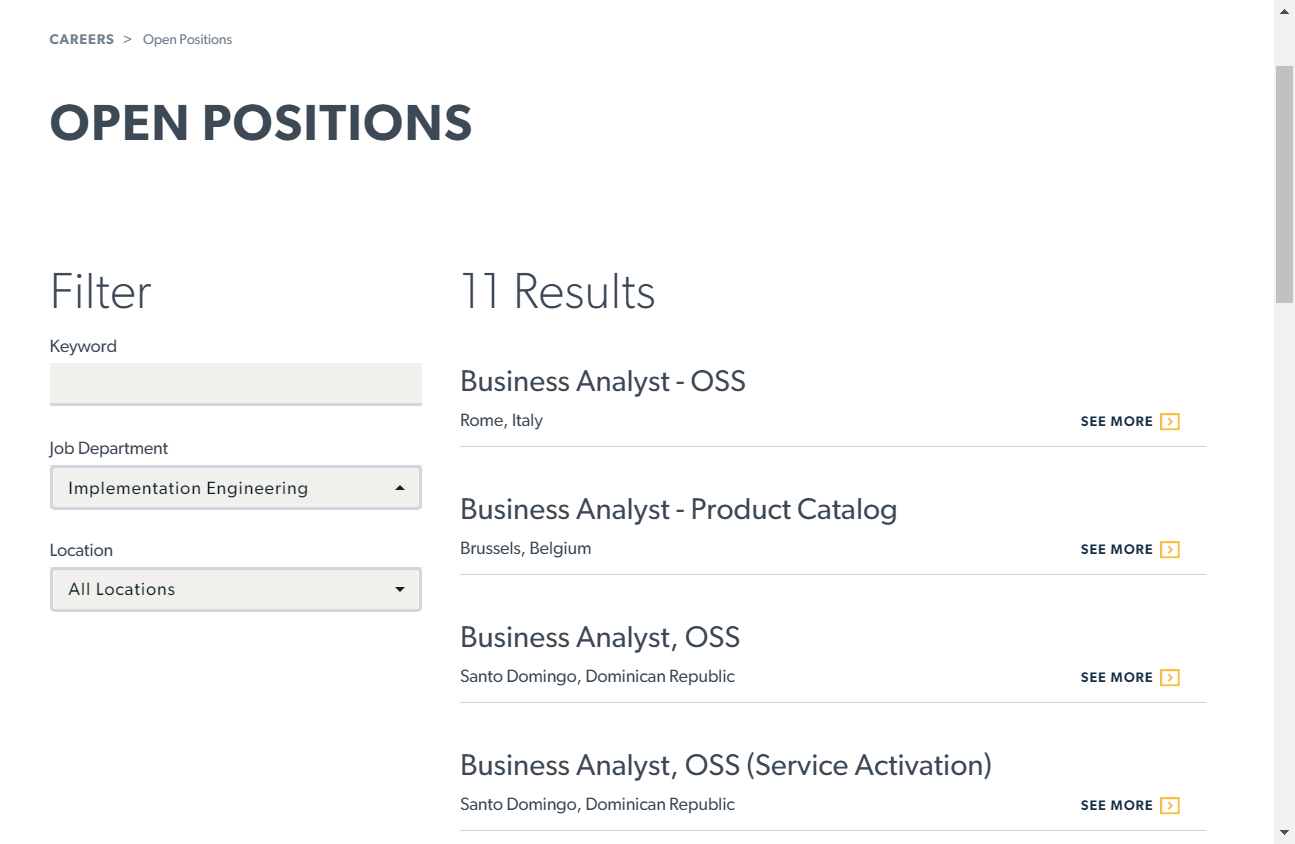 CAREERS > Open Positions
OPEN POSITIONS
Filter
Keyword
Job Department
Implementation Engineering
Location
All Locations
11 Results
Business Analyst - OSS
Rome, Italy
SEE MORE
Business Analyst - Product Catalog
Brussels, Belgium
SEE MORE
Business Analyst, OSS
Santo Domingo, Dominican Republic
SEE MORE
Business Analyst, OSS (Service Activation)
Santo Domingo, Dominican Republic
SEE MORE